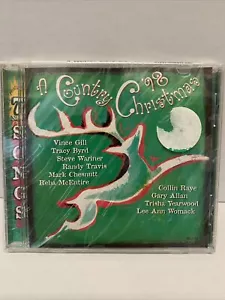 A Country Christmas '98
Vince Gill
Tracy Byrd
Steve Wariner
Randy Travis
Mark Chesnutt
Reba McEntire
Collin Raye
Gary Allan
Trisha Yearwood
Lee Ann Womack
SONGS